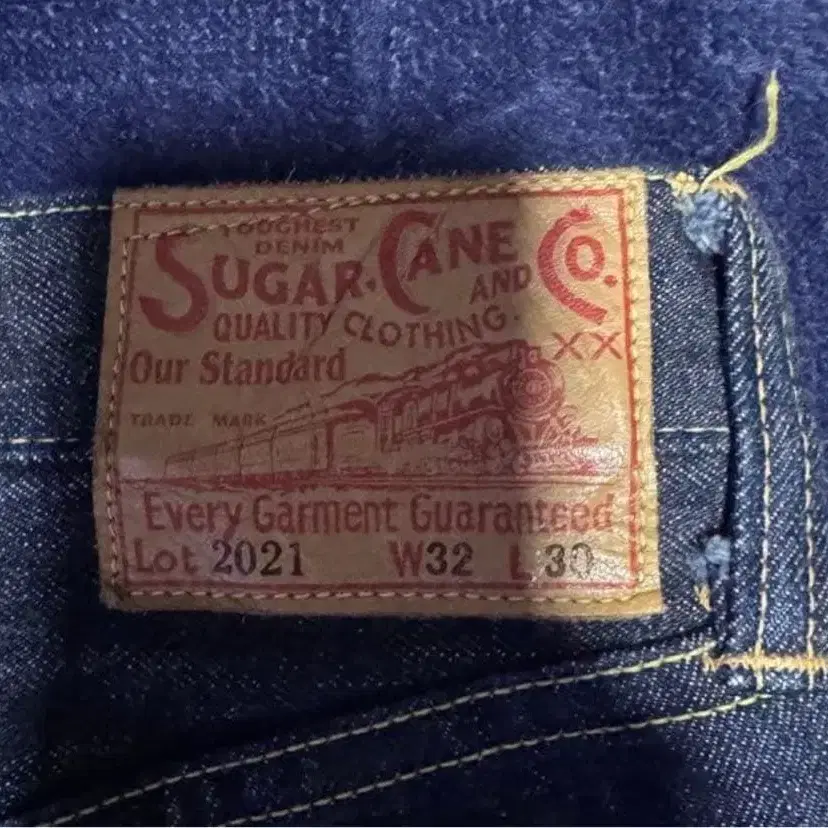 TOUGHEST
DENIM
SUGAR CANE CO.
AND
QUALITY CLOTHING.
XX
Our Standard
TRADE MARK
Every Garment Guaranteed
Lot 2021 W32 L 30